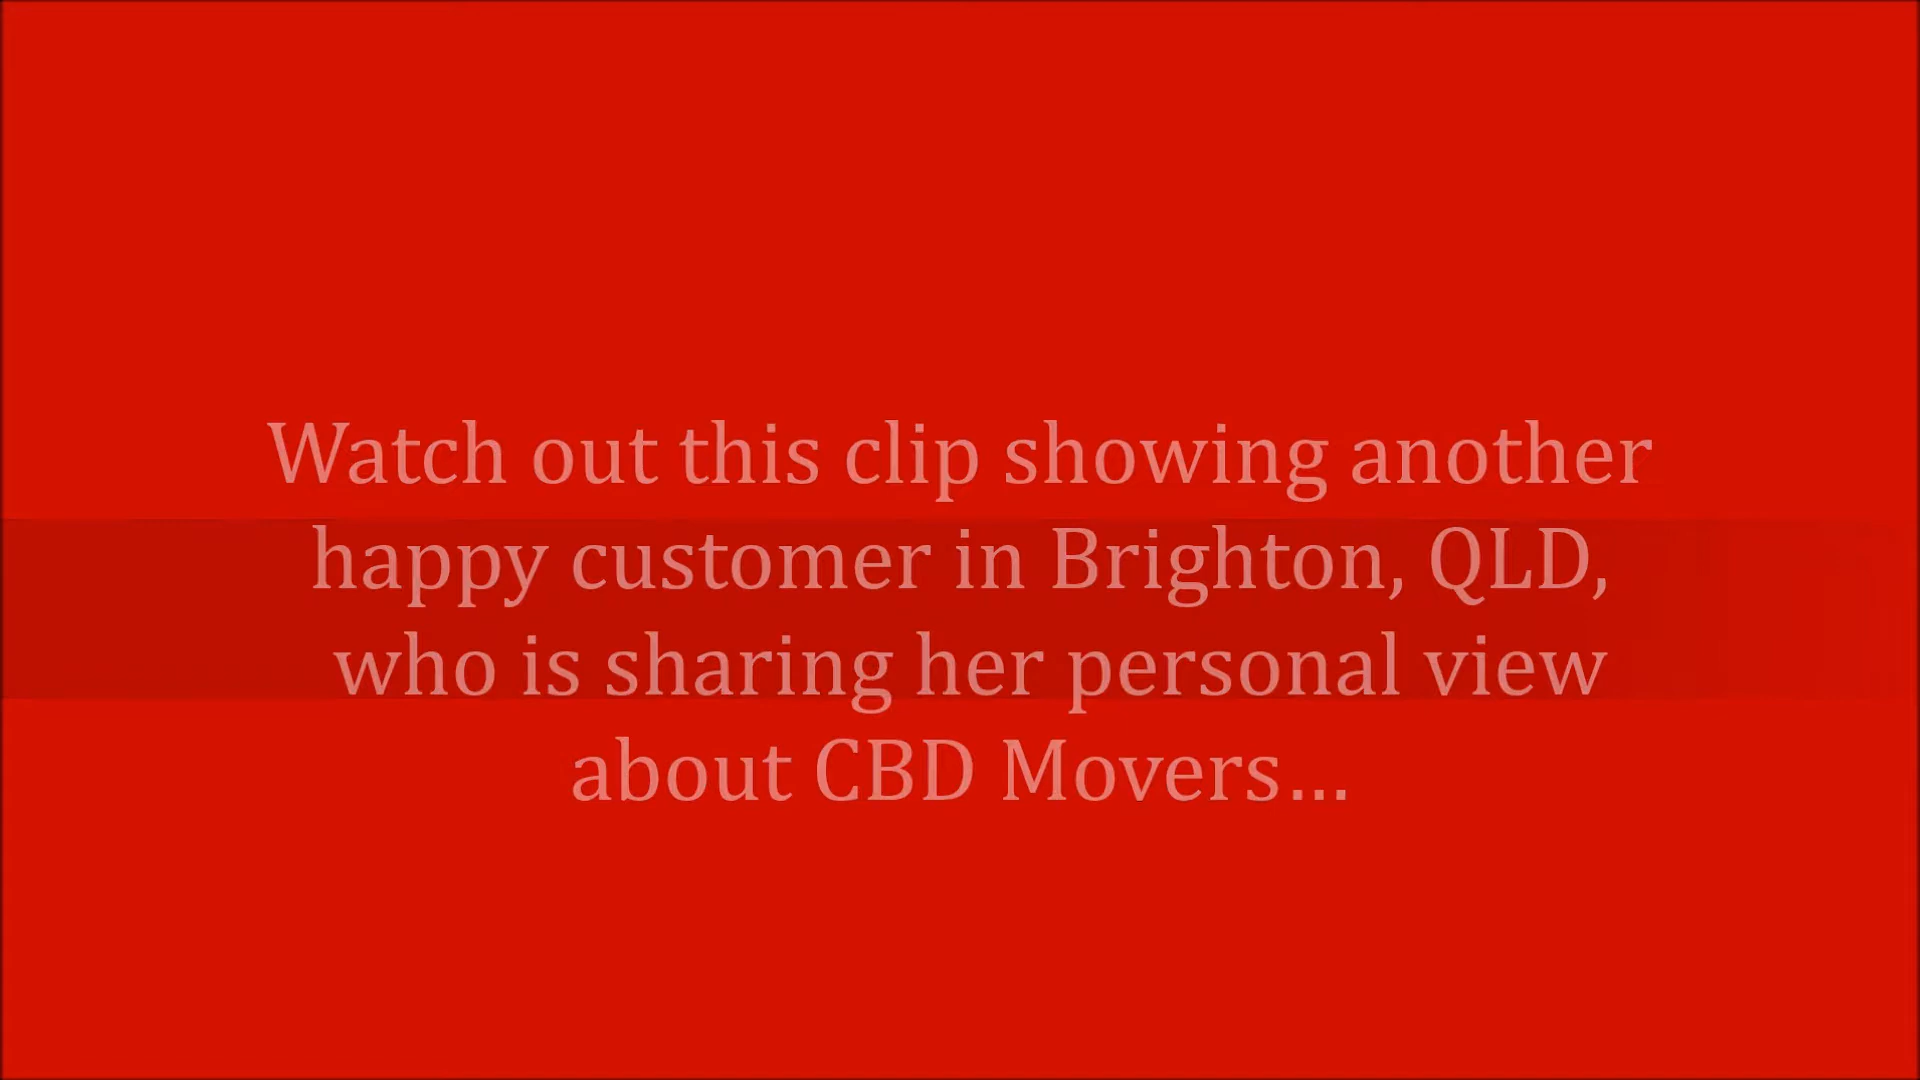 Watch out this clip showing another
happy customer in Brighton, QLD,
who is sharing her personal view
about CBD Movers...